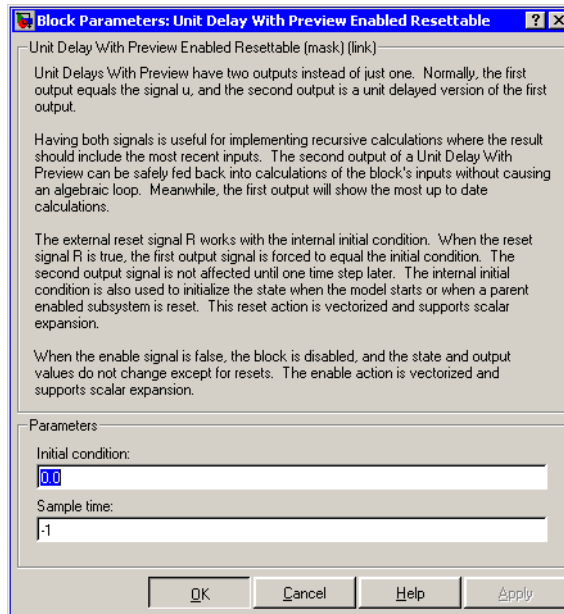 Block Parameters: Unit Delay With Preview Enabled Resettable
Unit Delay With Preview Enabled Resettable (mask) (link)
Unit Delays With Preview have two outputs instead of just one. Normally, the first
output equals the signal u, and the second output is a unit delayed version of the first
output.
Having both signals is useful for implementing recursive calculations where the result
should include the most recent inputs. The second output of a Unit Delay With
Preview can be safely fed back into calculations of the block's inputs without causing
an algebraic loop. Meanwhile, the first output will show the most up to date
calculations.
The external reset signal R works with the internal initial condition. When the reset
signal R is true, the first output signal is forced to equal the initial condition. The
second output signal is not affected until one time step later. The internal initial
condition is also used to initialize the state when the model starts or when a parent
enabled subsystem is reset. This reset action is vectorized and supports scalar
expansion.
When the enable signal is false, the block is disabled, and the state and output
values do not change except for resets. The enable action is vectorized and
supports scalar expansion.
Parameters
Initial condition:
0.0
Sample time:
-1
OK Cancel Help Apply